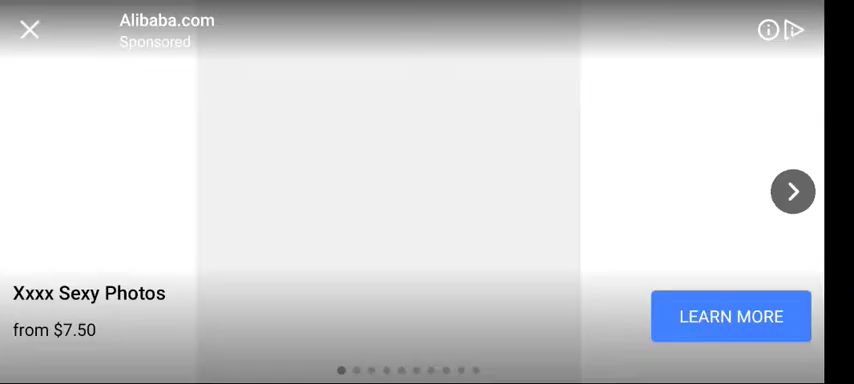 Alibaba.com
Sponsored
Xxxx Sexy Photos
from $7.50
LEARN MORE